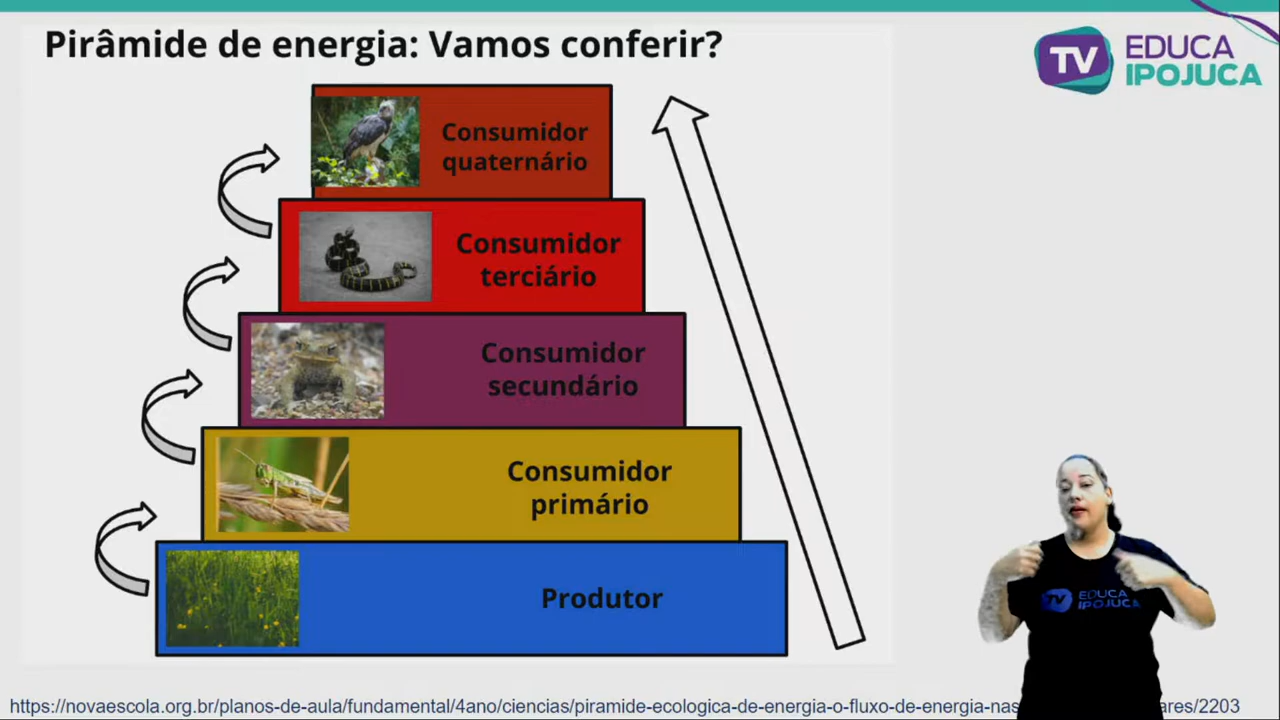 Pirâmide de energia: Vamos conferir?
TV EDUCA
IPOJUCA
Consumidor
quaternário
Consumidor
terciário
Consumidor
secundário
Consumidor
primário
Produtor
TV EDUCA
IPOJUCA
https://novaescola.org.br/planos-de-aula/fundamental/4ano/ciencias/piramide-ecologica-de-energia-o-fluxo-de-energia-nas
ares/2203